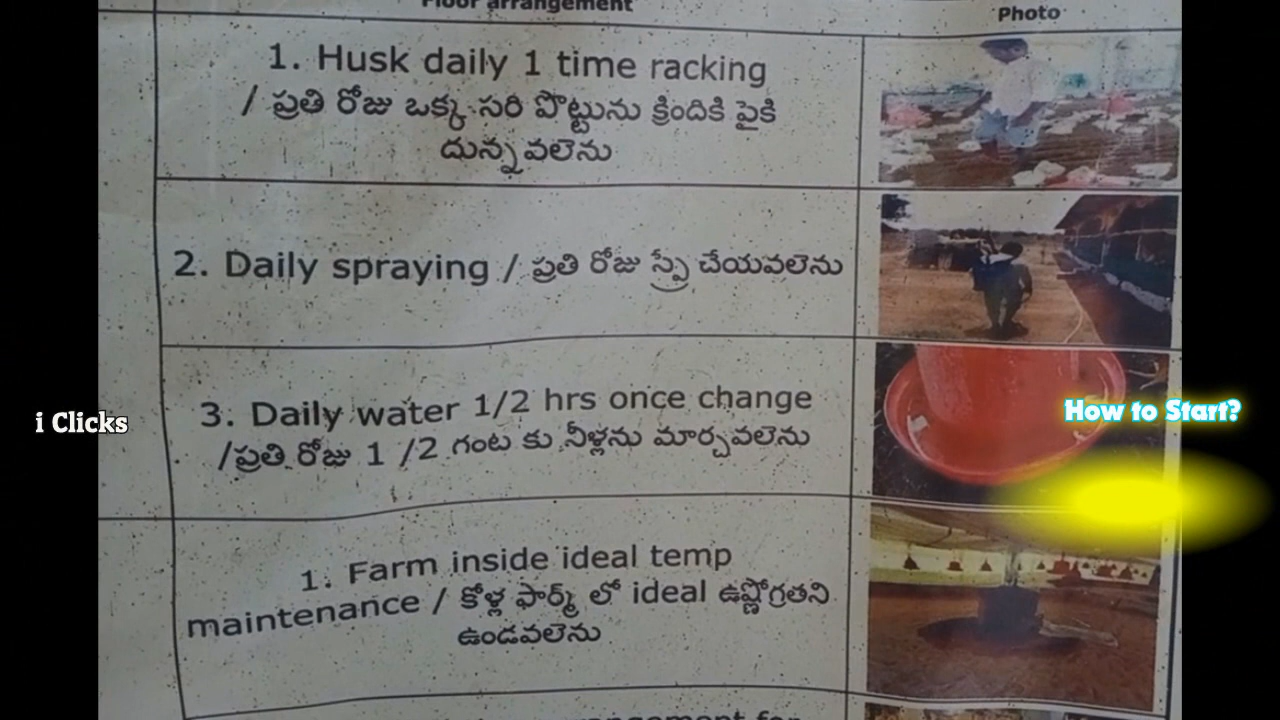 Floor arrangement
Photo
1. Husk daily 1 time racking
/ ప్రతి రోజు ఒక్క సరి పొట్టును క్రిందికి పైకి
దున్నవలెను
2. Daily spraying / ప్రతి రోజు స్ప్రే చేయవలెను
3. Daily water 1/2 hrs once change
/ప్రతి రోజు 1 /2 గంట కు నీళ్లను మార్చవలెను
i Clicks
How to Start?
1. Farm inside ideal temp
maintenance / కోళ్ల ఫార్మ్ లో ideal ఉష్ణోగ్రతని
ఉండవలెను